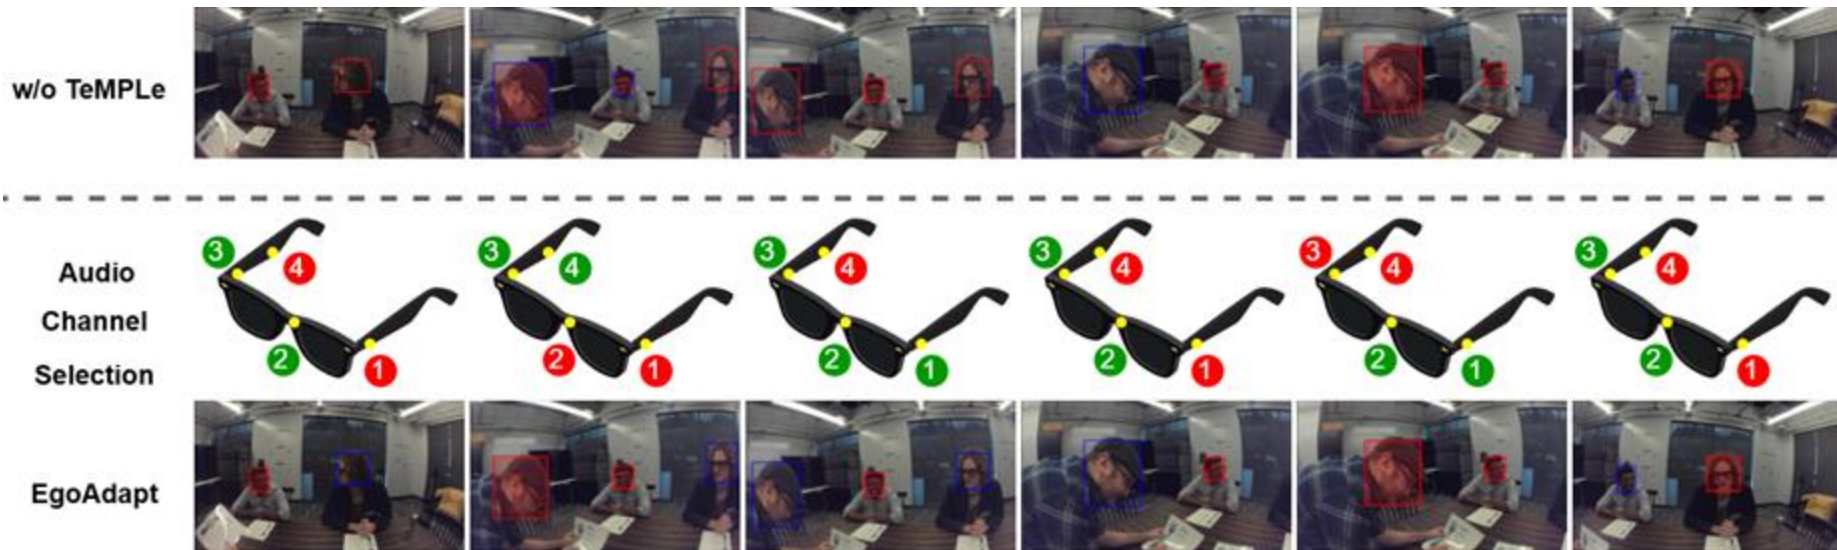 w/o TeMPLe
3 4 3 4 3 4 3 4 3 4 3 4
Audio
Channel
2 1 2 1 2 1 2 1 2 1 2 1
Selection
EgoAdapt